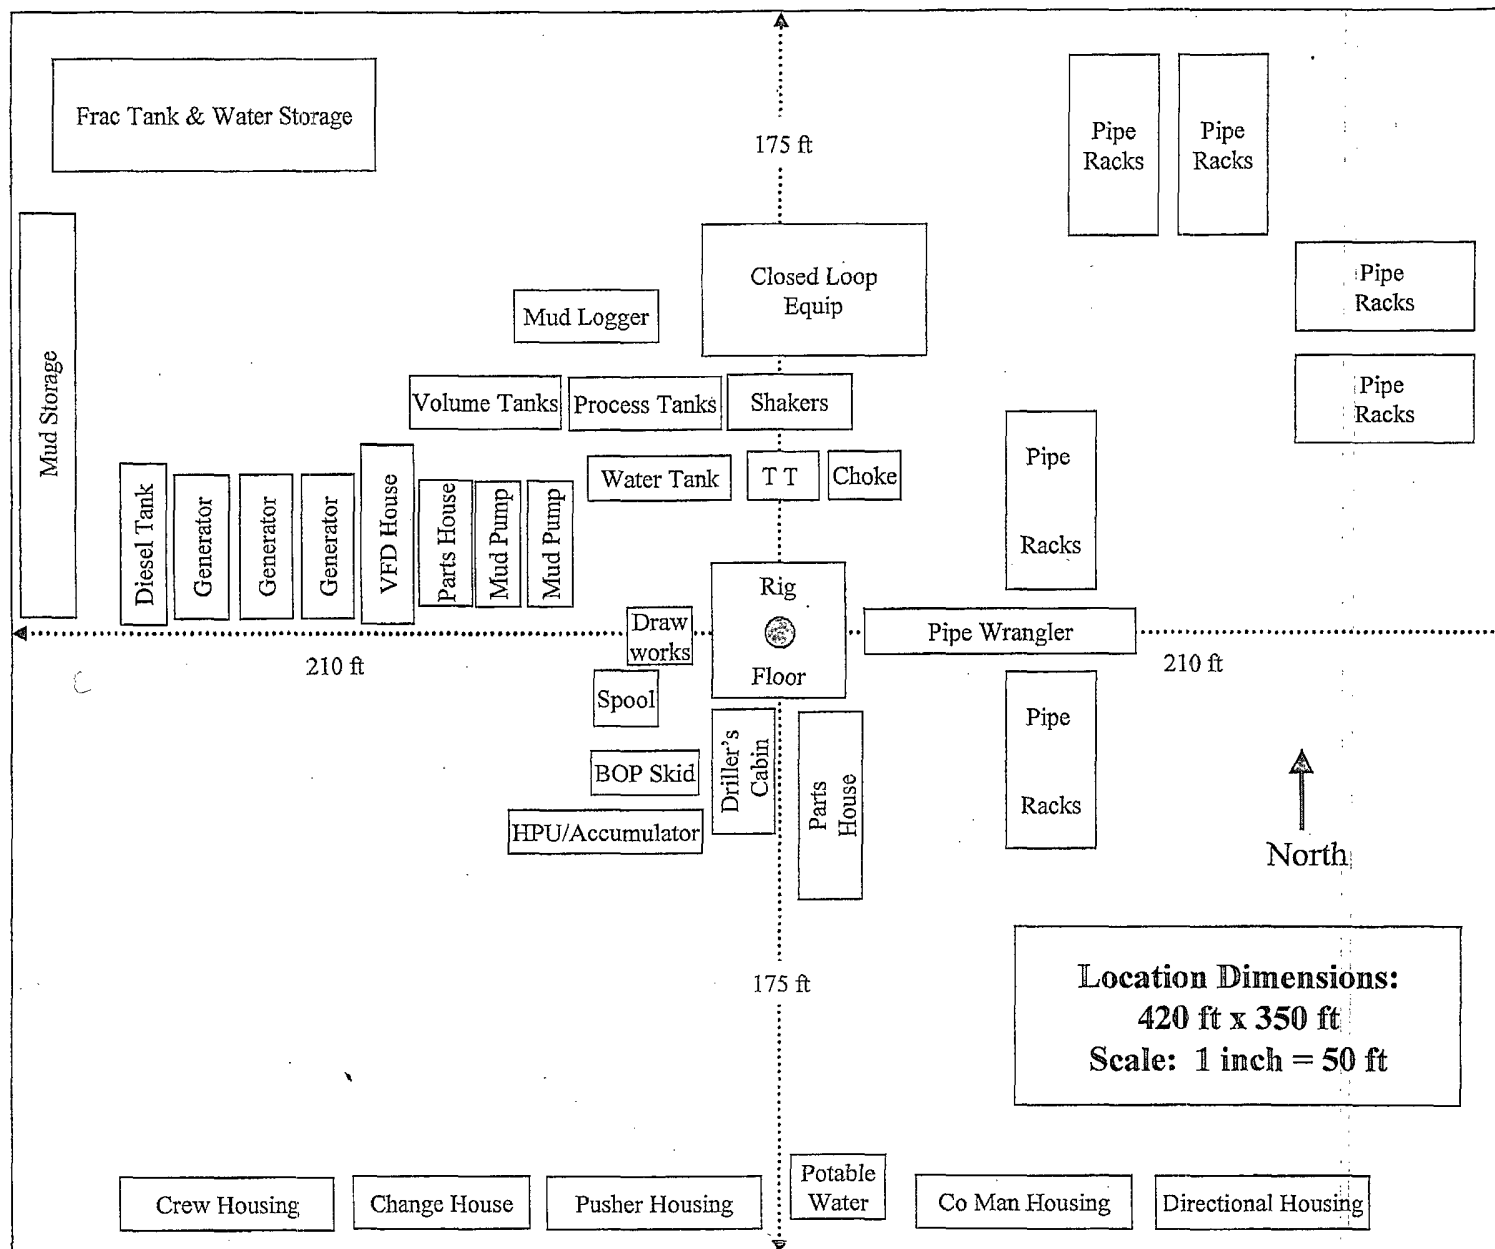 Frac Tank & Water Storage
175 ft
Pipe
Racks
Pipe
Racks
Closed Loop
Equip
Pipe
Racks
Mud Logger
Mud Storage
Volume Tanks
Process Tanks
Shakers
Pipe
Racks
Diesel Tank
Generator
Generator
Generator
VFD House
Parts House
Mud Pump
Mud Pump
Water Tank
T T
Choke
Pipe
Racks
Rig
Floor
Draw
works
Pipe Wrangler
210 ft
210 ft
Spool
BOP Skid
HPU/Accumulator
Driller's
Cabin
Parts
House
Pipe
Racks
North
Location Dimensions:
420 ft x 350 ft
Scale: 1 inch = 50 ft
175 ft
Crew Housing
Change House
Pusher Housing
Potable
Water
Co Man Housing
Directional Housing